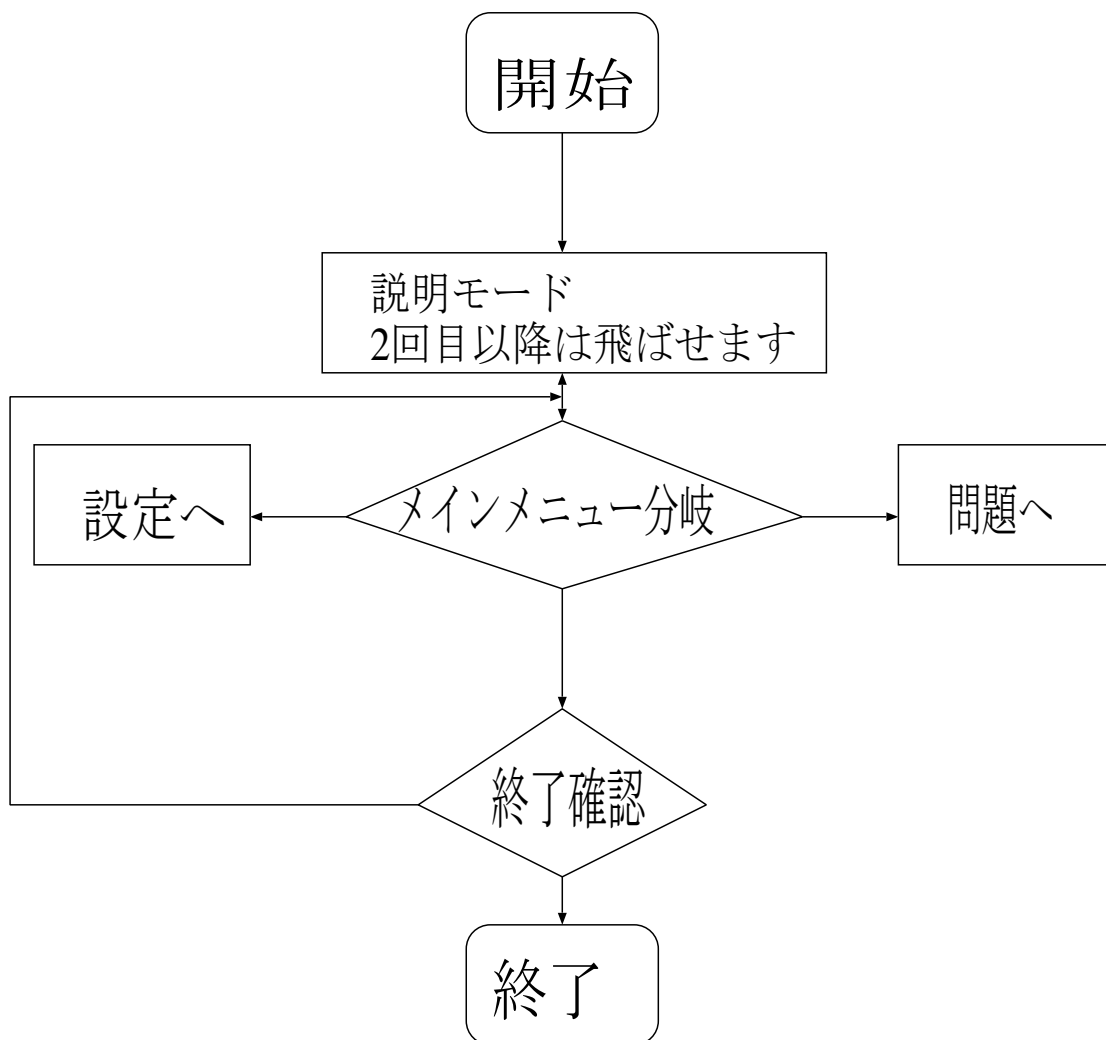 開始
説明モード
2回目以降は飛ばせます
設定へ
メインメニュー分岐
問題へ
終了確認
終了